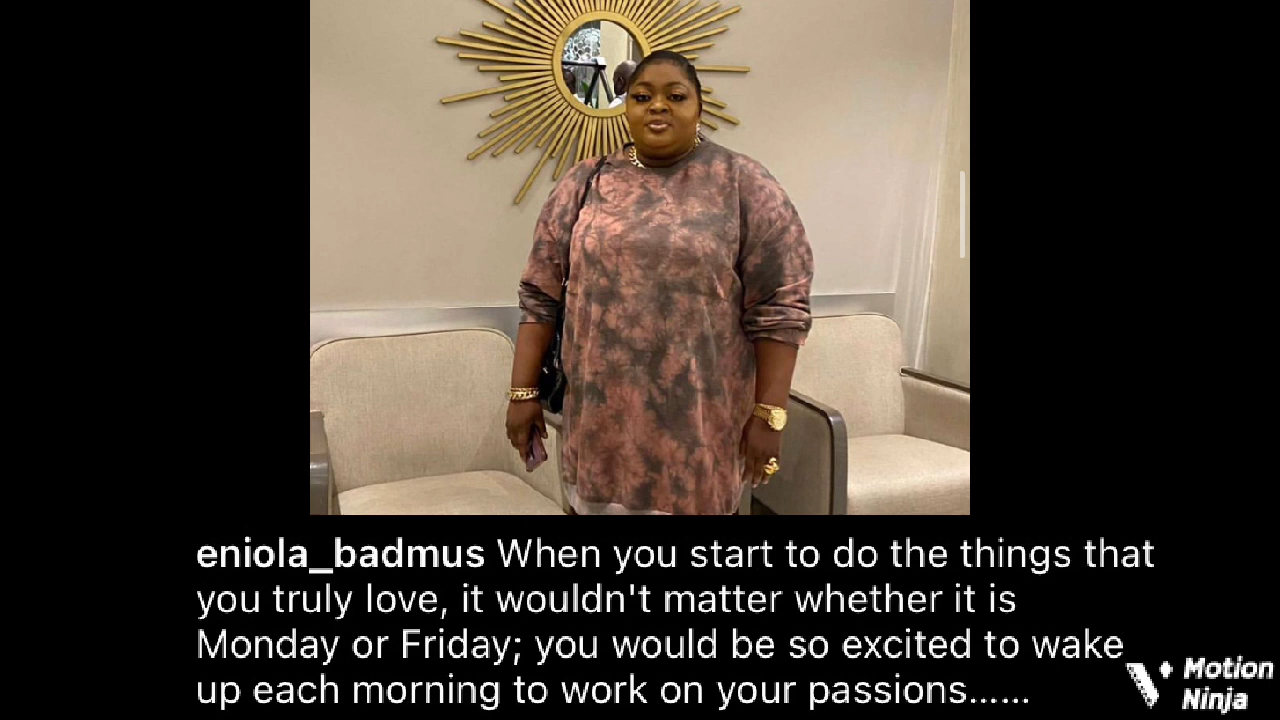 eniola_badmus When you start to do the things that
you truly love, it wouldn't matter whether it is
Monday or Friday; you would be so excited to wake
up each morning to work on your passions......
Motion
Ninja